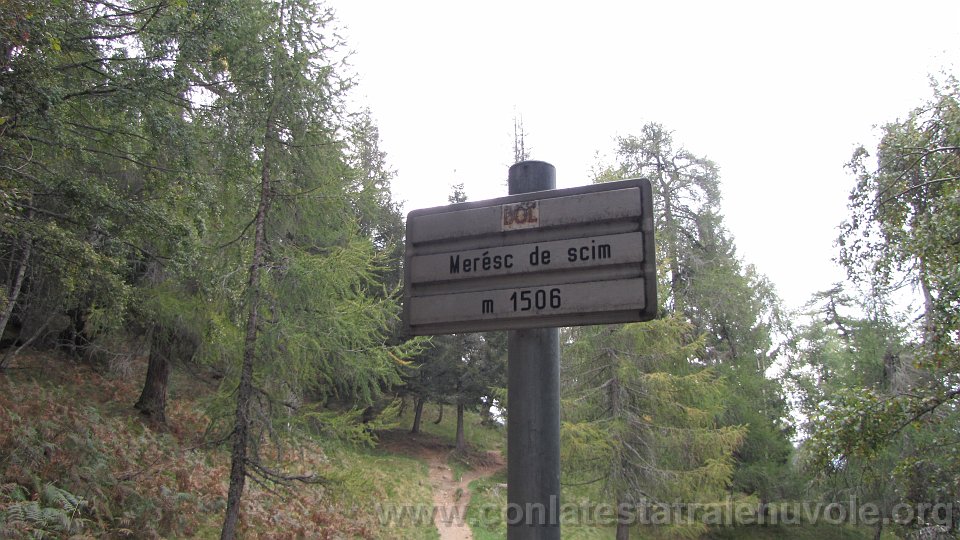 BOL
Merésc de scim
m 1506
www.conlatestatralenuvole.org